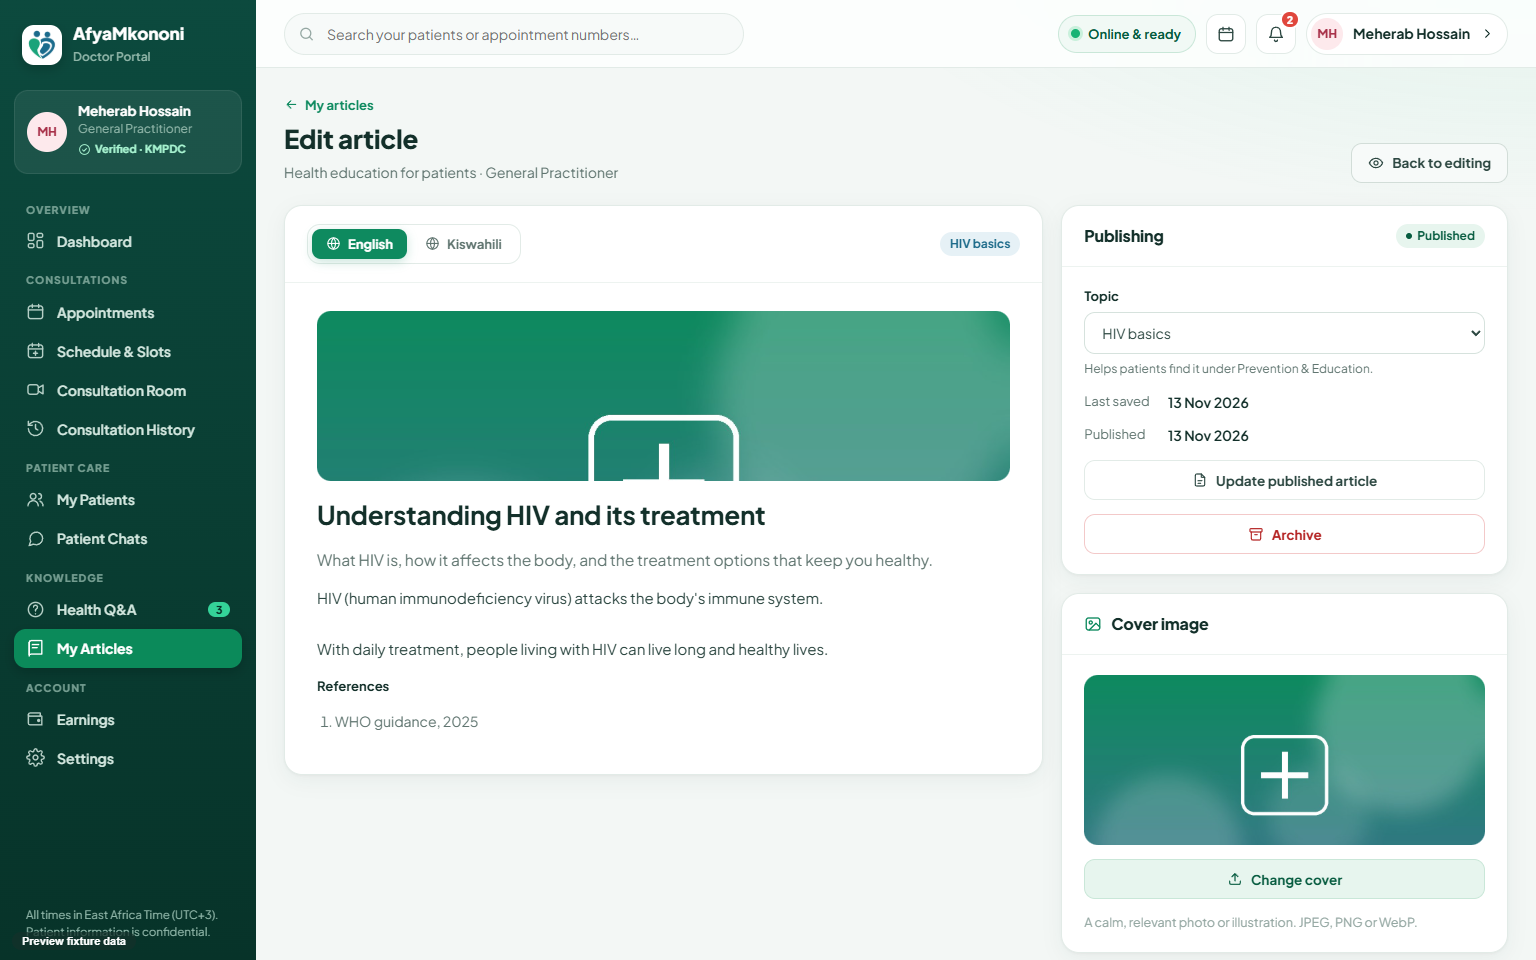 AfyaMkononi
Doctor Portal
MH
Meherab Hossain
General Practitioner
Verified · KMPDC
OVERVIEW
Dashboard
CONSULTATIONS
Appointments
Schedule & Slots
Consultation Room
Consultation History
PATIENT CARE
My Patients
Patient Chats
KNOWLEDGE
Health Q&A
3
My Articles
ACCOUNT
Earnings
Settings
All times in East Africa Time (UTC+3).
Patient information is confidential.
Preview fixture data
Search your patients or appointment numbers...
Online & ready
2
MH
Meherab Hossain
My articles
Edit article
Health education for patients · General Practitioner
Back to editing
English
Kiswahili
HIV basics
Understanding HIV and its treatment
What HIV is, how it affects the body, and the treatment options that keep you healthy.
HIV (human immunodeficiency virus) attacks the body's immune system.
With daily treatment, people living with HIV can live long and healthy lives.
References
1. WHO guidance, 2025
Publishing
Published
Topic
HIV basics
Helps patients find it under Prevention & Education.
Last saved 13 Nov 2026
Published 13 Nov 2026
Update published article
Archive
Cover image
Change cover
A calm, relevant photo or illustration. JPEG, PNG or WebP.